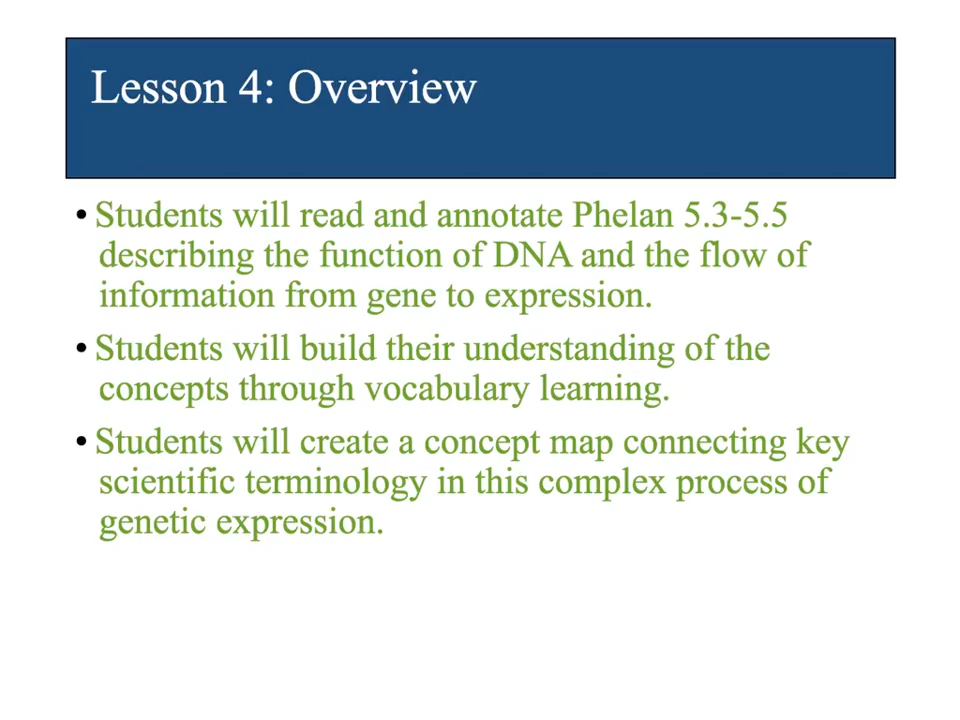 Lesson 4: Overview
• Students will read and annotate Phelan 5.3-5.5
describing the function of DNA and the flow of
information from gene to expression.
• Students will build their understanding of the
concepts through vocabulary learning.
• Students will create a concept map connecting key
scientific terminology in this complex process of
genetic expression.